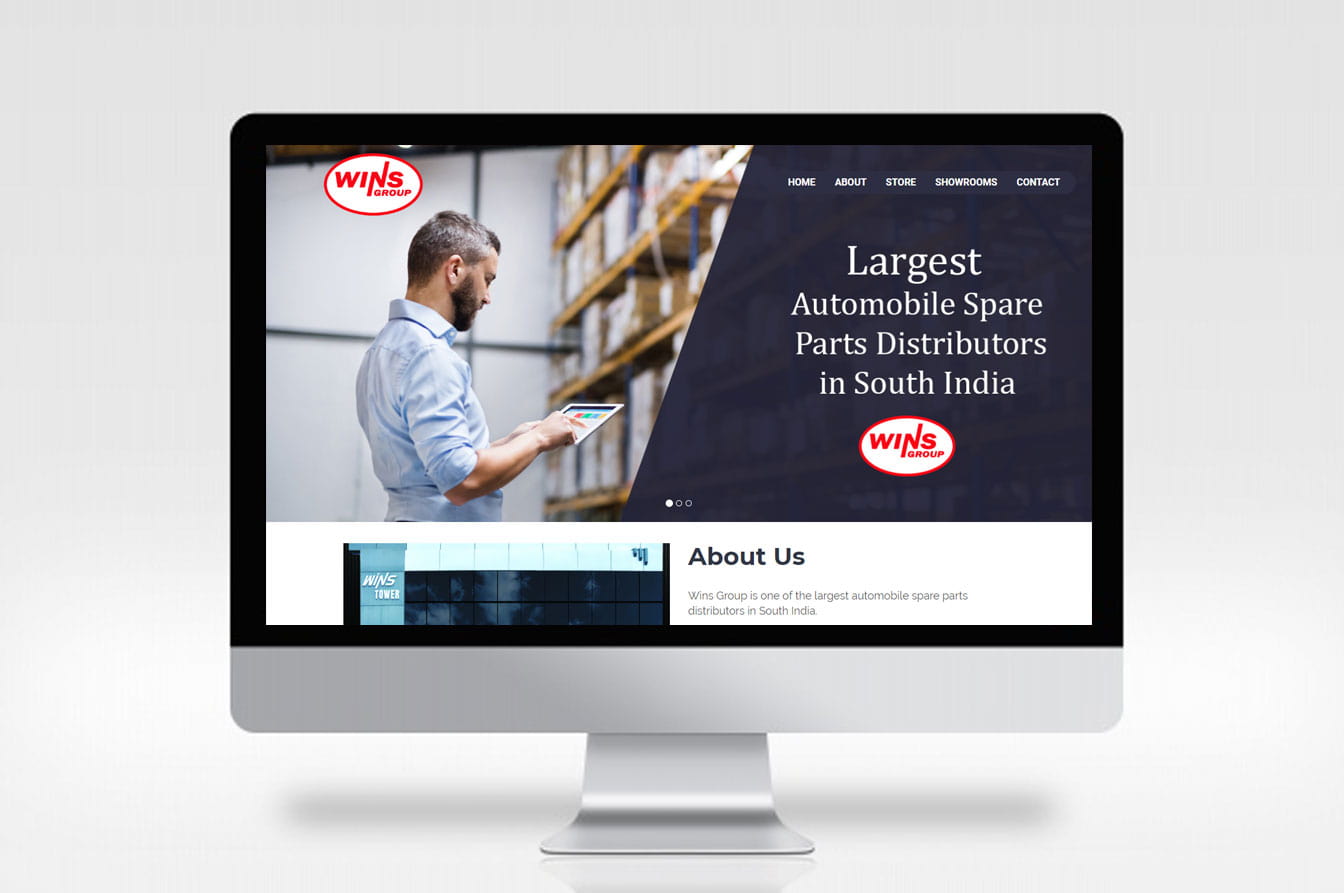 WINS
GROUP
HOME ABOUT STORE SHOWROOMS CONTACT
Largest
Automobile Spare
Parts Distributors
in South India
WINS
GROUP
WINS
TOWER
About Us
Wins Group is one of the largest automobile spare parts
distributors in South India.